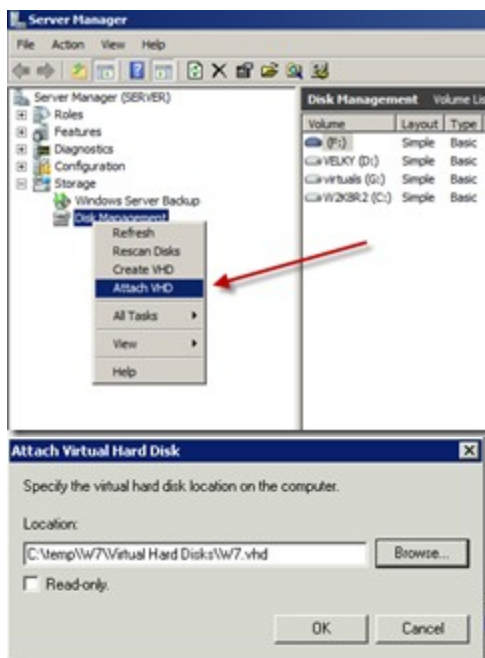 Server Manager
File Action View Help
Server Manager (SERVER)
Roles
Features
Diagnostics
Configuration
Storage
Windows Server Backup
Disk Management
Refresh
Rescan Disks
Create VHD
Attach VHD
All Tasks
View
Help
Disk Management Volume Lis
Volume Layout Type
(F:) Simple Basic
VELKY (D:) Simple Basic
virtuals (G:) Simple Basic
W2K8R2 (C:) Simple Basic
Attach Virtual Hard Disk
Specify the virtual hard disk location on the computer.
Location:
C:\temp\W7\Virtual Hard Disks\W7.vhd
Browse...
Read-only.
OK Cancel